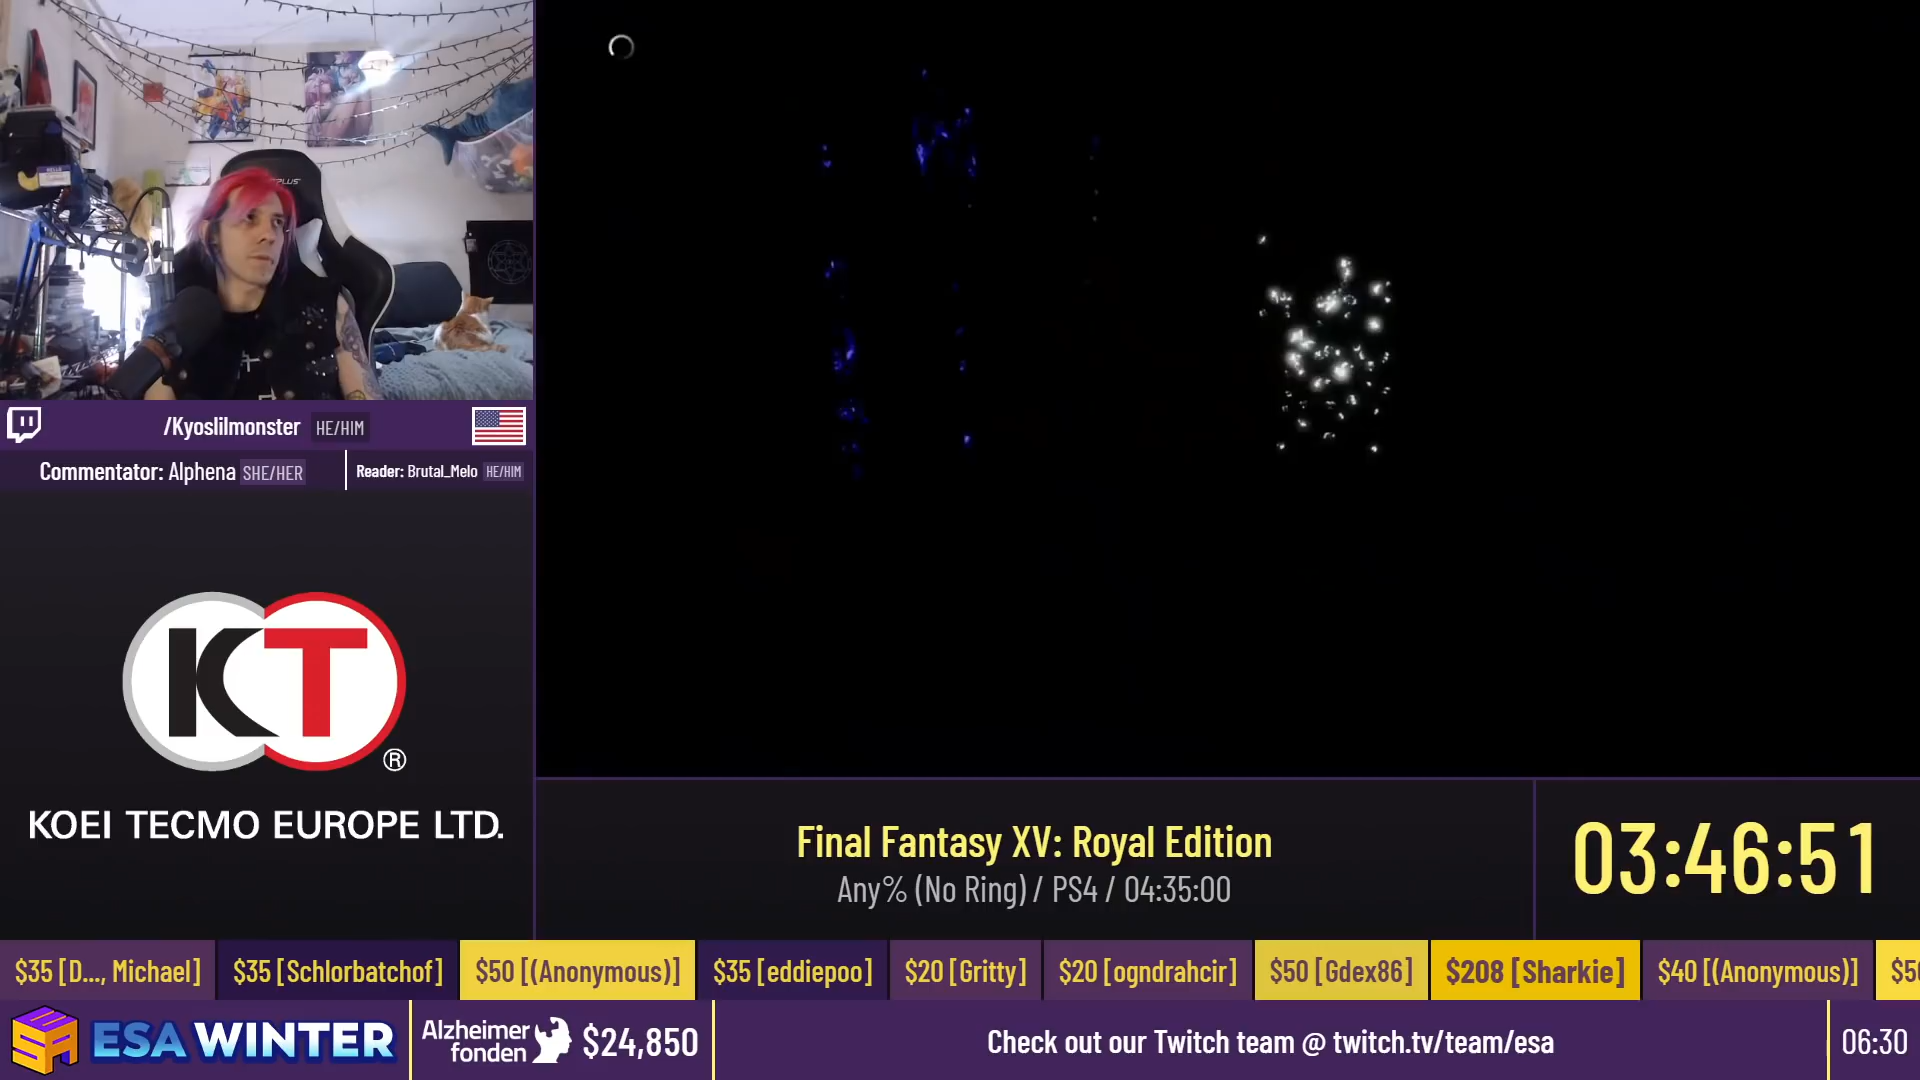 /Kyoslilmonster HE/HIM
Commentator: Alphena SHE/HER
Reader: Brutal_Melo HE/HIM
KT
®
KOEI TECMO EUROPE LTD.
Final Fantasy XV: Royal Edition
Any% (No Ring) / PS4 / 04:35:00
03:46:51
$35 [D..., Michael] $35 [Schlorbatchof] $50 [(Anonymous)] $35 [eddiepoo] $20 [Gritty] $20 [ogndrahcir] $50 [Gdex86] $208 [Sharkie] $40 [(Anonymous)]
ESA WINTER
Alzheimer
fonden
$24,850
Check out our Twitch team @ twitch.tv/team/esa
06:30